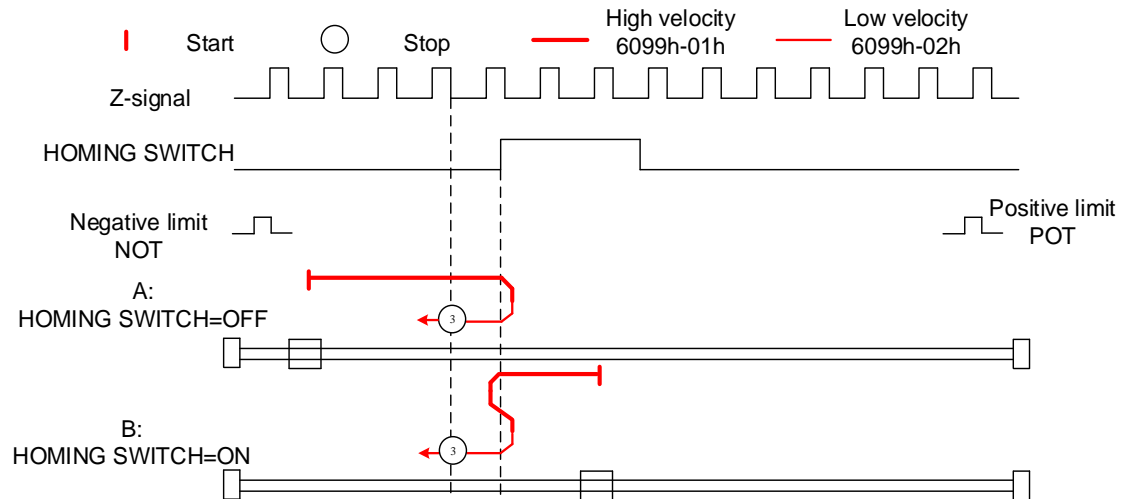 Start
Stop
High velocity
6099h-01h
Low velocity
6099h-02h
Z-signal
HOMING SWITCH
Negative limit
NOT
Positive limit
POT
A:
HOMING SWITCH=OFF
3
B:
HOMING SWITCH=ON
3